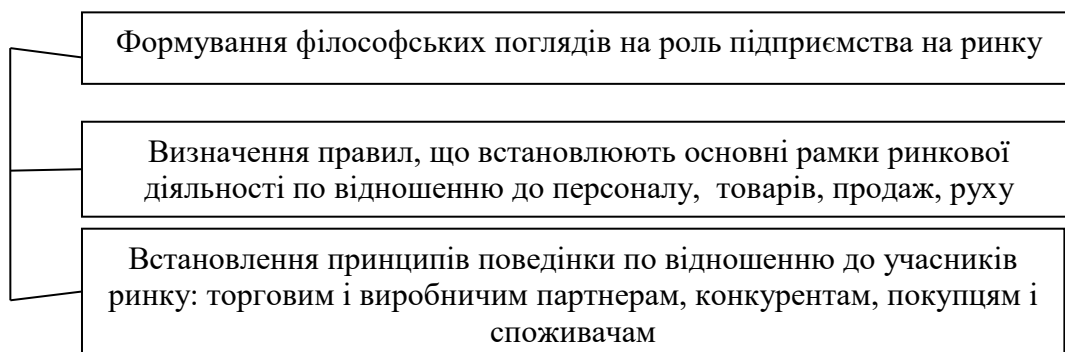 Формування філософських поглядів на роль підприємства на ринку
Визначення правил, що встановлюють основні рамки ринкової
діяльності по відношенню до персоналу, товарів, продаж, руху
Встановлення принципів поведінки по відношенню до учасників
ринку: торговим і виробничим партнерам, конкурентам, покупцям і
споживачам